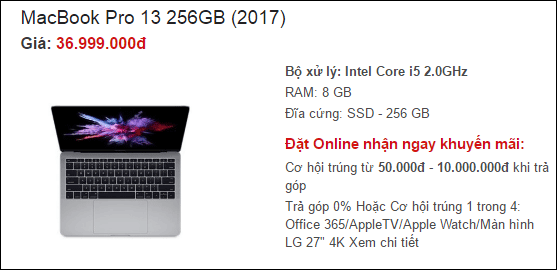 MacBook Pro 13 256GB (2017)
Giá: 36.999.000đ
Bộ xử lý: Intel Core i5 2.0GHz
RAM: 8 GB
Đĩa cứng: SSD - 256 GB
Đặt Online nhận ngay khuyến mãi:
Cơ hội trúng từ 50.000đ - 10.000.000đ khi trả
góp
Trả góp 0% Hoặc Cơ hội trúng 1 trong 4:
Office 365/AppleTV/Apple Watch/Màn hình
LG 27" 4K Xem chi tiết